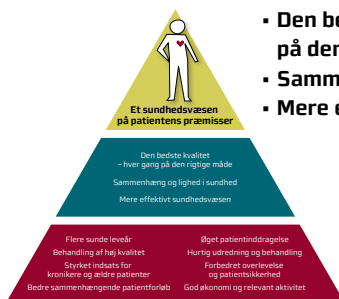 • Den be
på der
• Samm
• Mere e
Et sundhedsvæsen
på patientens præmisser
Den bedste kvalitet
– hver gang på den rigtige måde
Sammenhæng og lighed i sundhed
Mere effektivt sundhedsvæsen
Flere sunde leveår
Behandling af høj kvalitet
Styrket indsats for
kronikere og ældre patienter
Bedre sammenhængende patientforløb
Øget patientinddragelse
Hurtig udredning og behandling
Forbedret overlevelse
og patientsikkerhed
God økonomi og relevant aktivitet